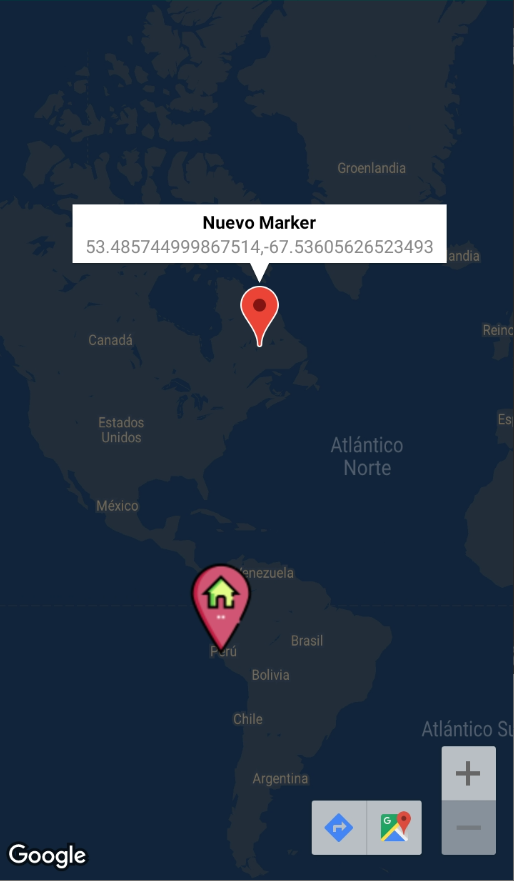 Groenlandia
Nuevo Marker
53.485744999867514,-67.53605626523493
andia
Canadá
Reino
Estados
Unidos
Es
Atlántico
Norte
México
Venezuela
Brasil
Perú
Bolivia
Chile
Atlántico Su
Argentina
+
−
G
Google